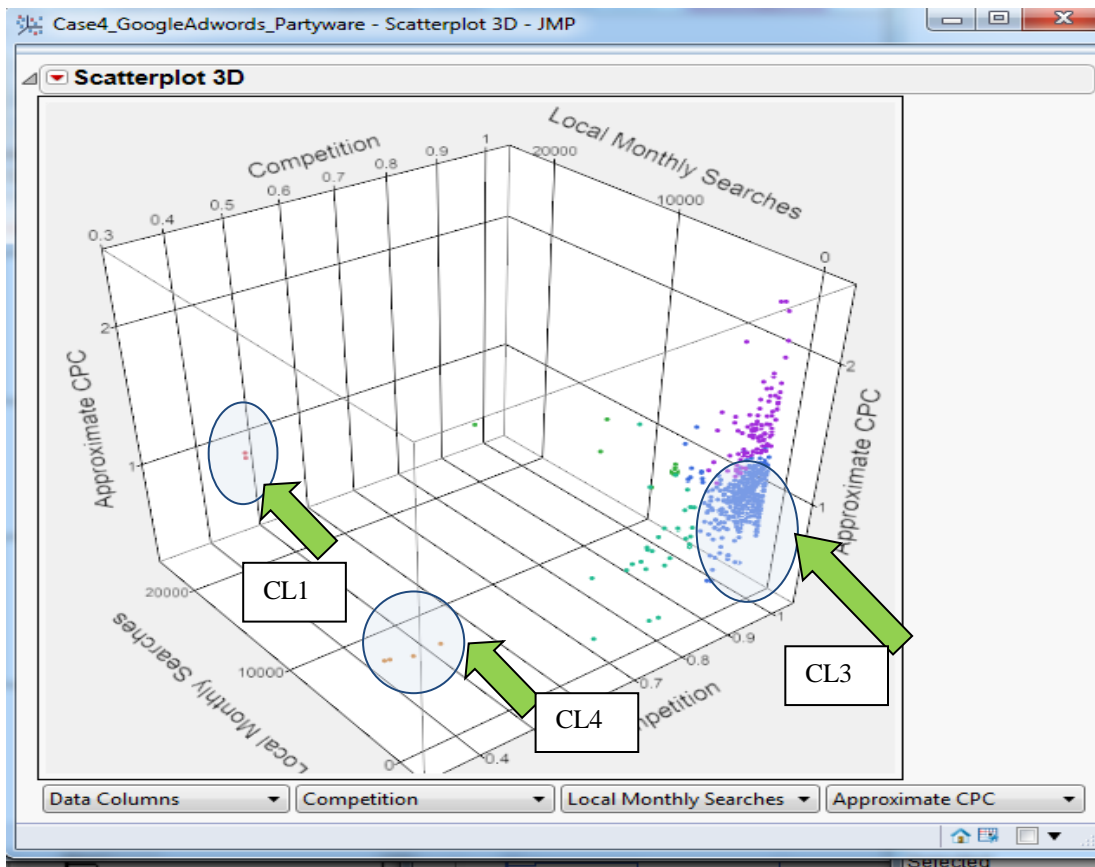 Case4_GoogleAdwords_Partyware - Scatterplot 3D - JMP
Scatterplot 3D
Local Monthly Searches
Competition
0.3
0.4
0.5
0.6
0.7
0.8
0.9
1
20000
10000
0
2
1
Approximate CPC
2
1
Approximate CPC
CL1
20000
10000
0
Local Monthly Searches
CL4
CL3
1
0.9
0.8
0.7
0.4
mpetition
Data Columns
Competition
Local Monthly Searches
Approximate CPC
Selected